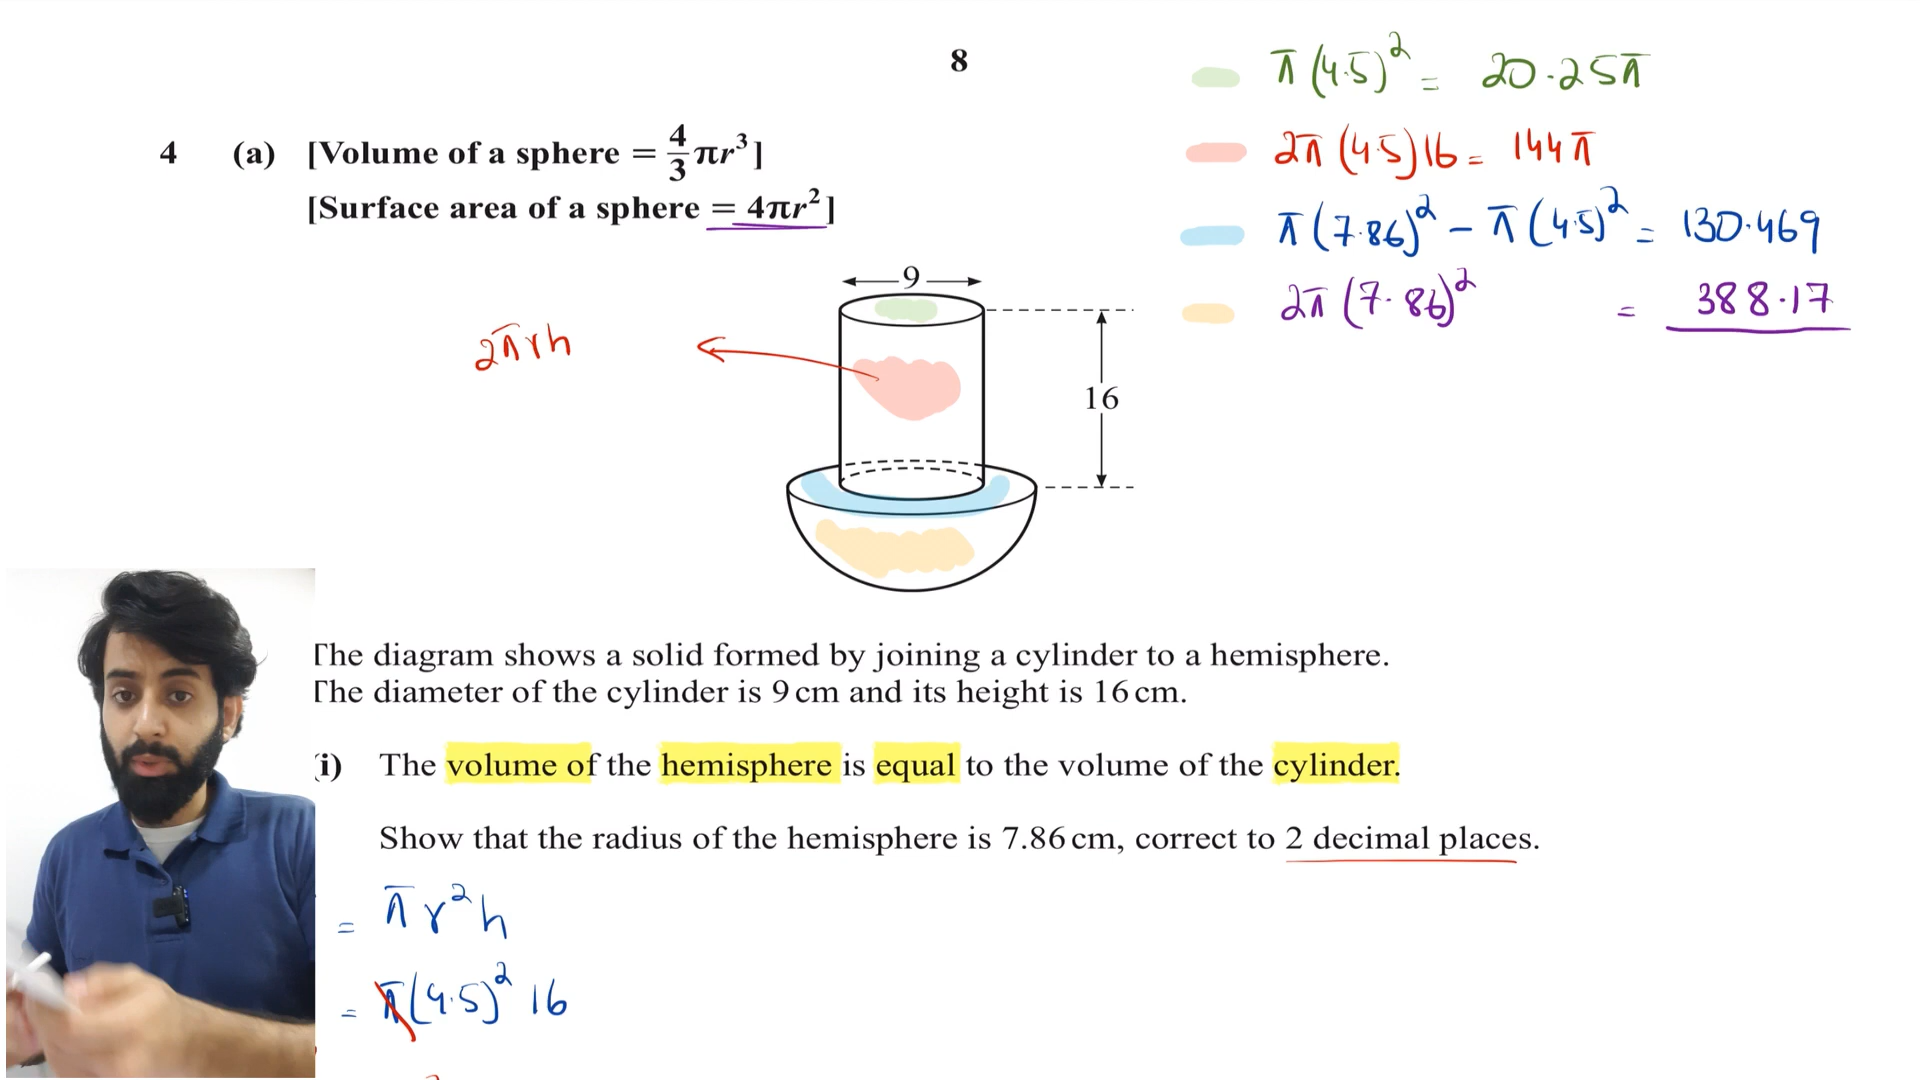 8
4 (a) [Volume of a sphere = 4/3 πr³]
[Surface area of a sphere = 4πr²]
π(4.5)² = 20.25π
2π(4.5)16 = 144π
π(7.86)² − π(4.5)² = 130.469
2π(7.86)² = 388.17
9
2πrh
16
The diagram shows a solid formed by joining a cylinder to a hemisphere.
The diameter of the cylinder is 9 cm and its height is 16 cm.
(i) The volume of the hemisphere is equal to the volume of the cylinder.
Show that the radius of the hemisphere is 7.86 cm, correct to 2 decimal places.
= πr²h
= π(4.5)² 16